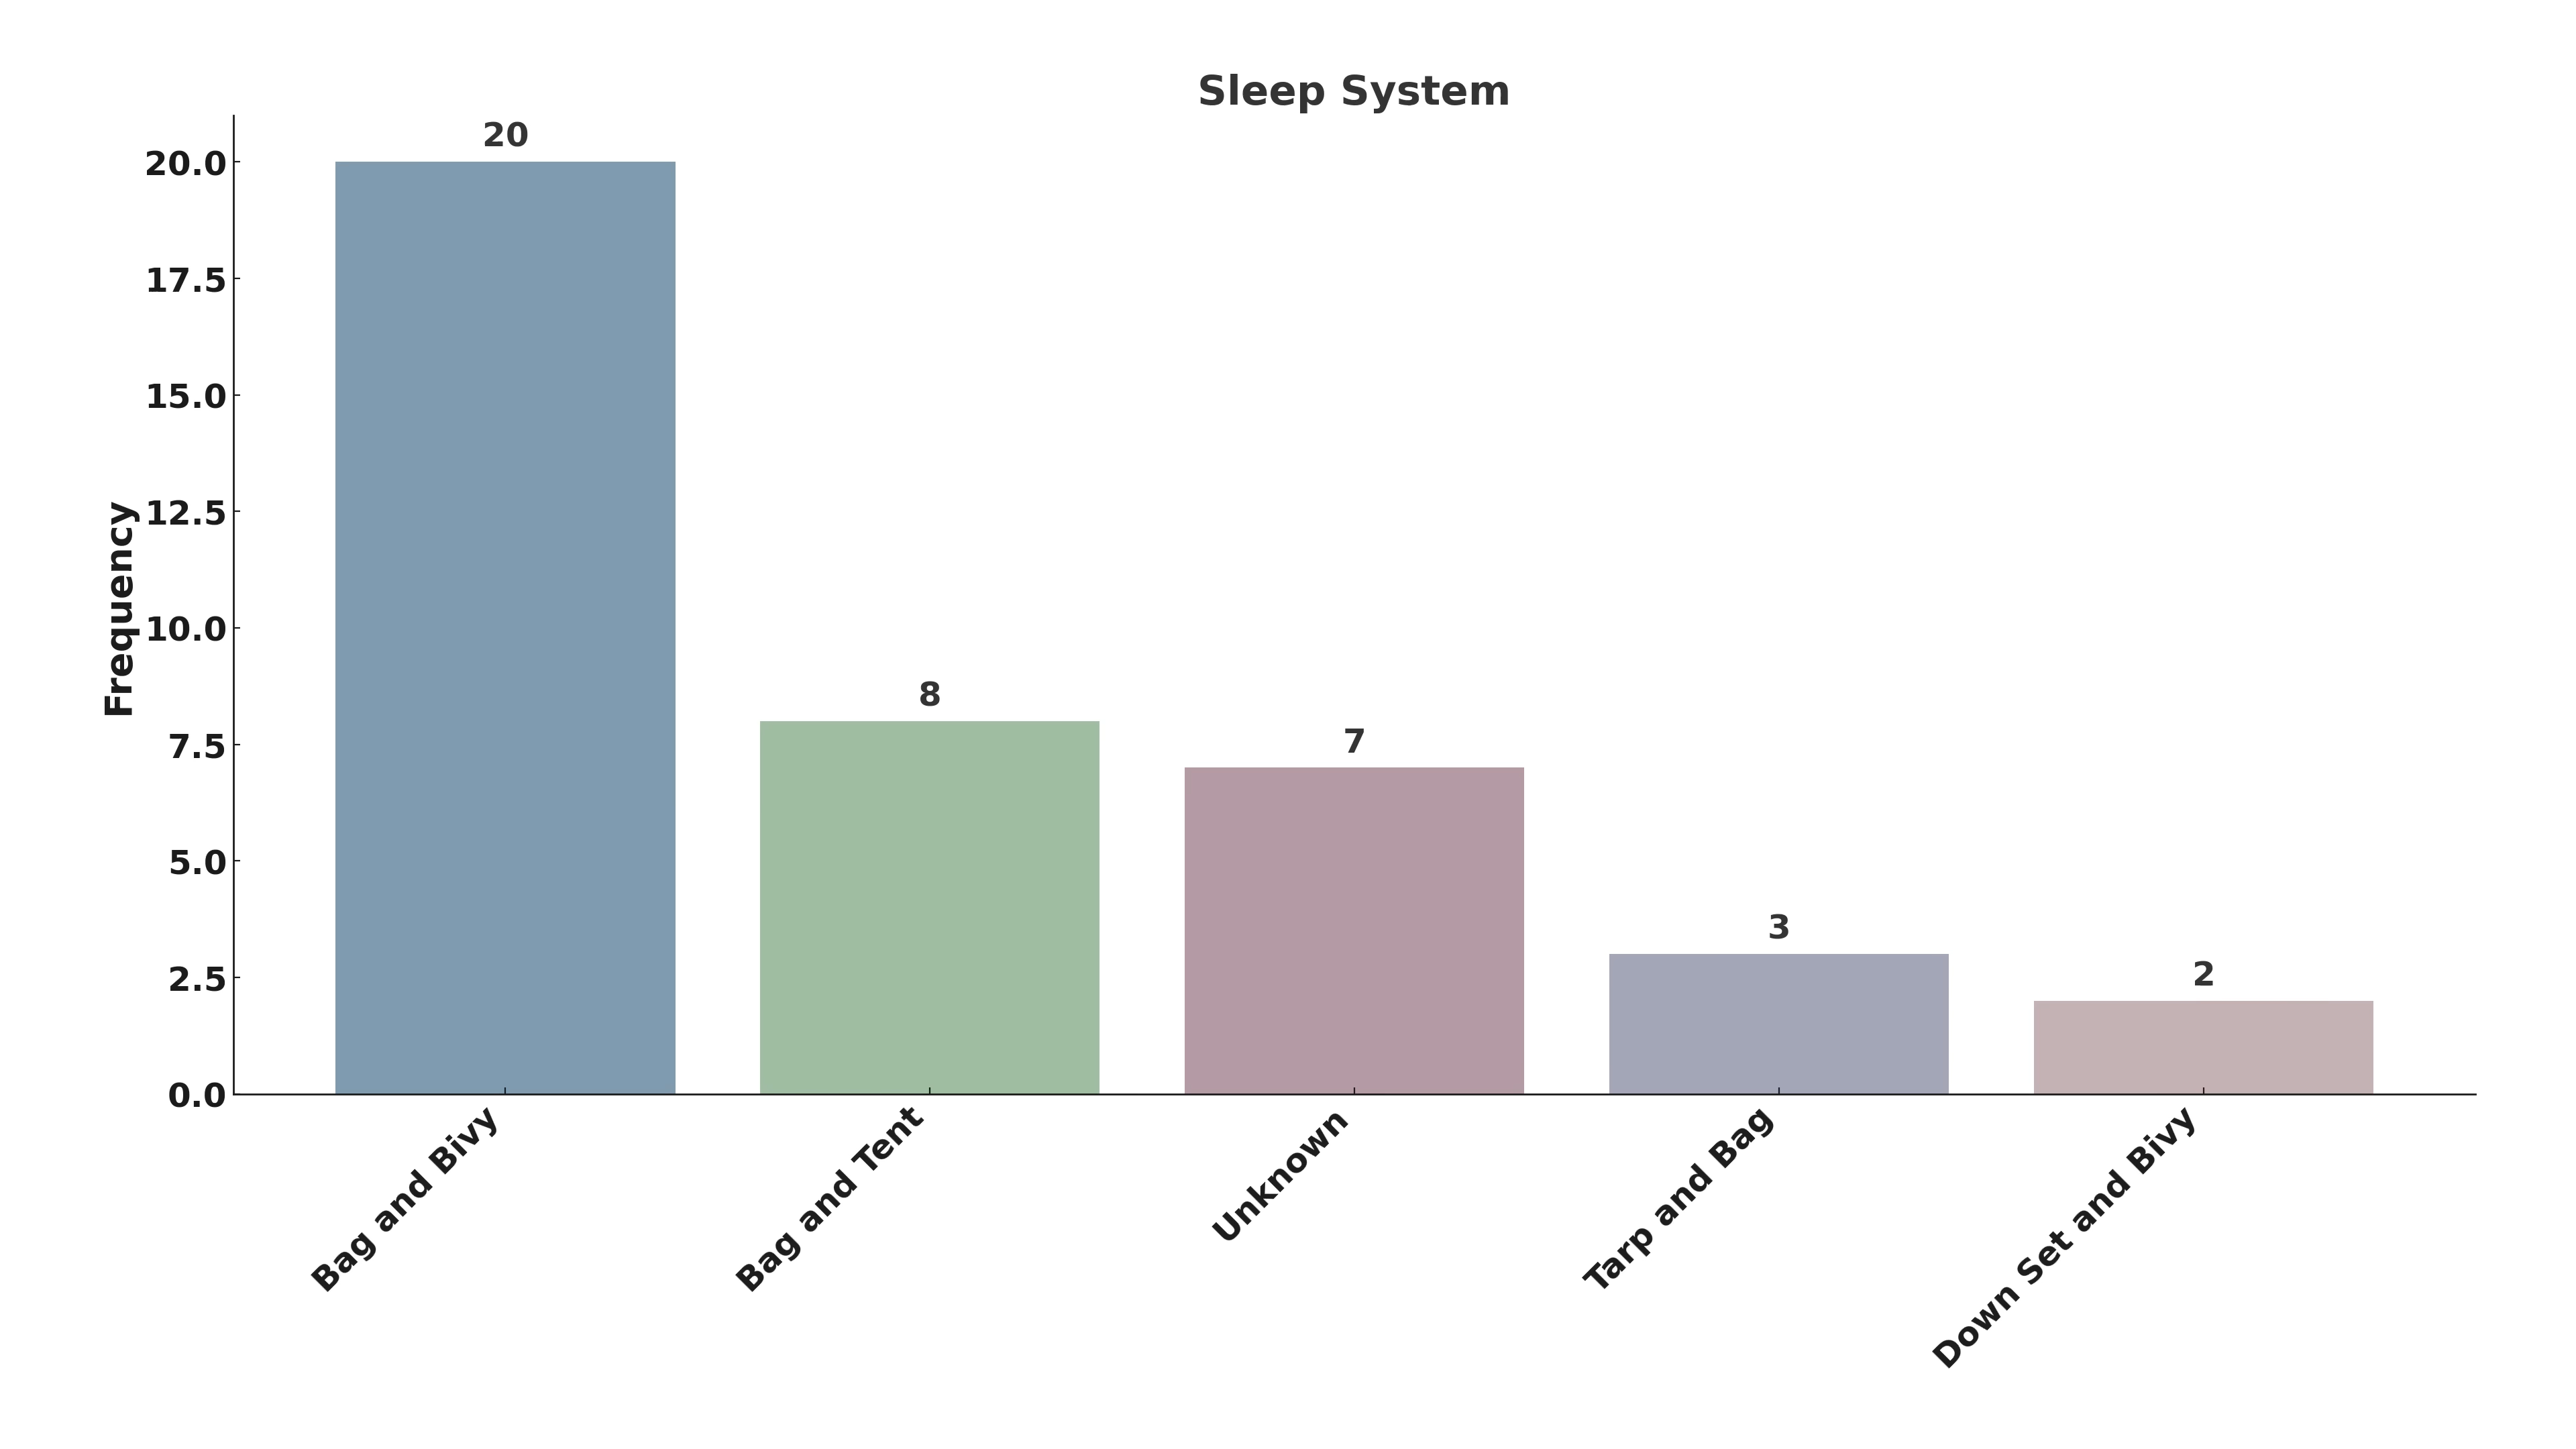 Sleep System
Frequency
20.0
17.5
15.0
12.5
10.0
7.5
5.0
2.5
0.0
20
8
7
3
2
Bag and Bivy
Bag and Tent
Unknown
Tarp and Bag
Down Set and Bivy